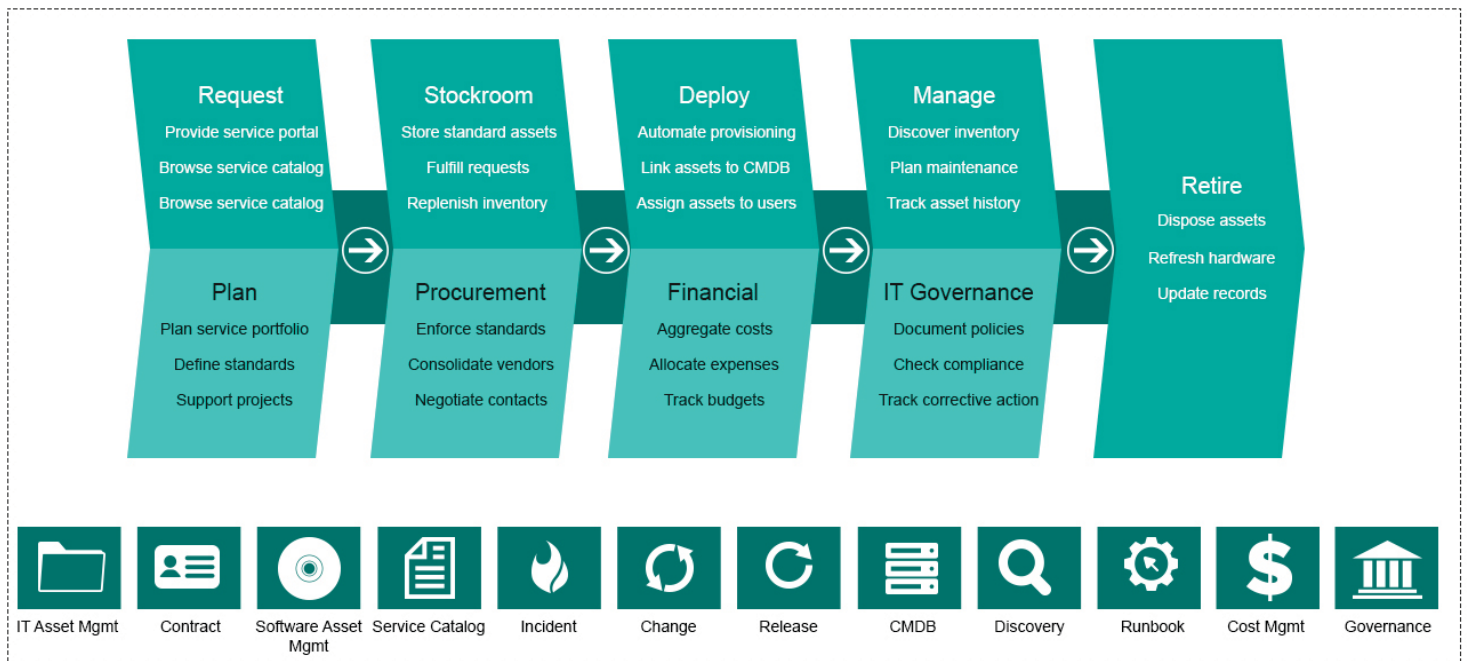 Request
Provide service portal
Browse service catalog
Browse service catalog
Plan
Plan service portfolio
Define standards
Support projects
Stockroom
Store standard assets
Fulfill requests
Replenish inventory
Procurement
Enforce standards
Consolidate vendors
Negotiate contacts
Deploy
Automate provisioning
Link assets to CMDB
Assign assets to users
Financial
Aggregate costs
Allocate expenses
Track budgets
Manage
Discover inventory
Plan maintenance
Track asset history
IT Governance
Document policies
Check compliance
Track corrective action
Retire
Dispose assets
Refresh hardware
Update records
IT Asset Mgmt
Contract
Software Asset
Mgmt
Service Catalog
Incident
Change
Release
CMDB
Discovery
Runbook
Cost Mgmt
Governance